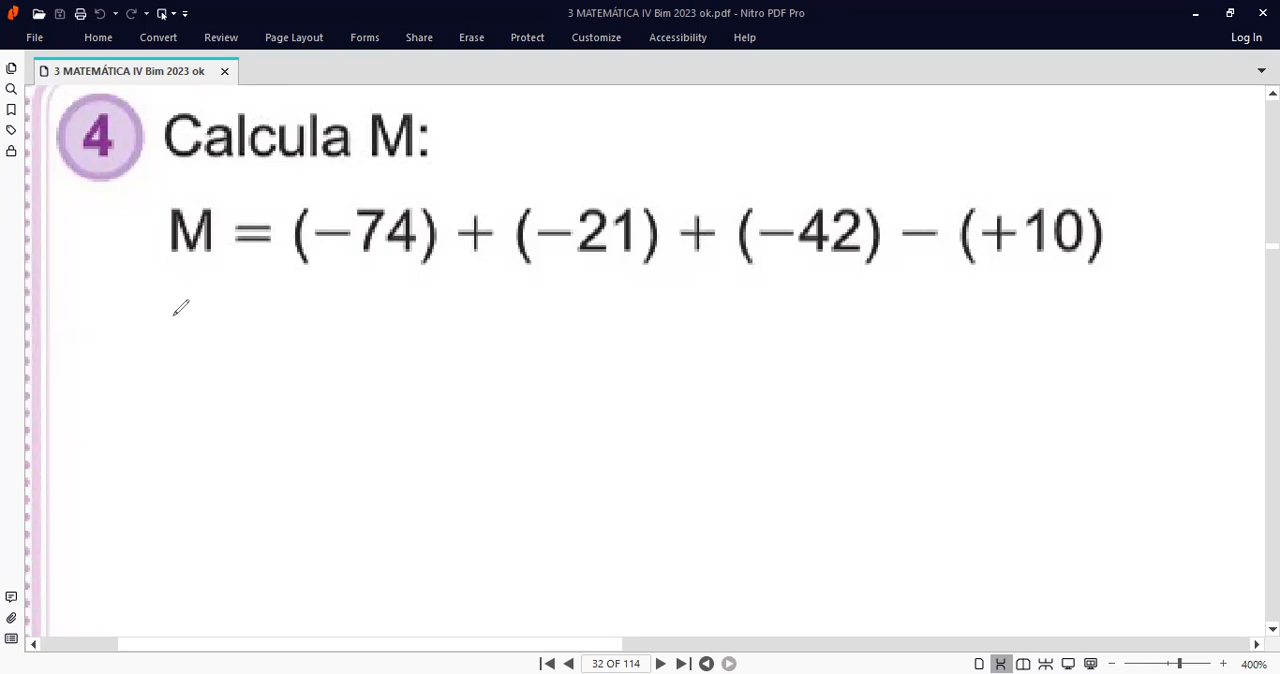 3 MATEMÁTICA IV Bim 2023 ok.pdf - Nitro PDF Pro
File Home Convert Review Page Layout Forms Share Erase Protect Customize Accessibility Help Log In
3 MATEMÁTICA IV Bim 2023 ok
4 Calcula M:
M = (−74) + (−21) + (−42) − (+10)
32 OF 114
400%